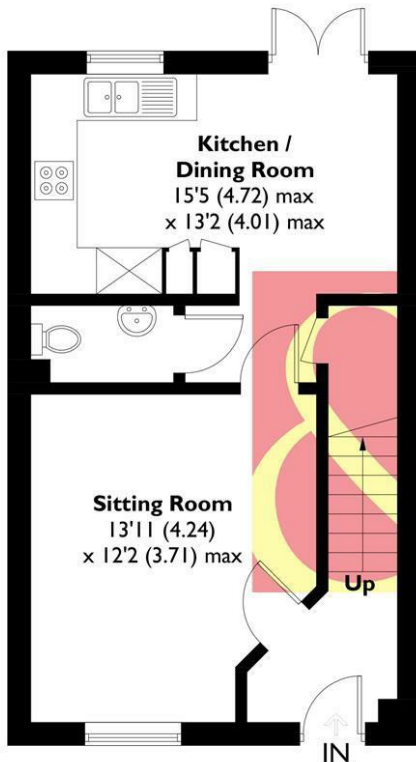 Kitchen /
Dining Room
15'5 (4.72) max
x 13'2 (4.01) max
Sitting Room
13'11 (4.24)
x 12'2 (3.71) max
Up
IN